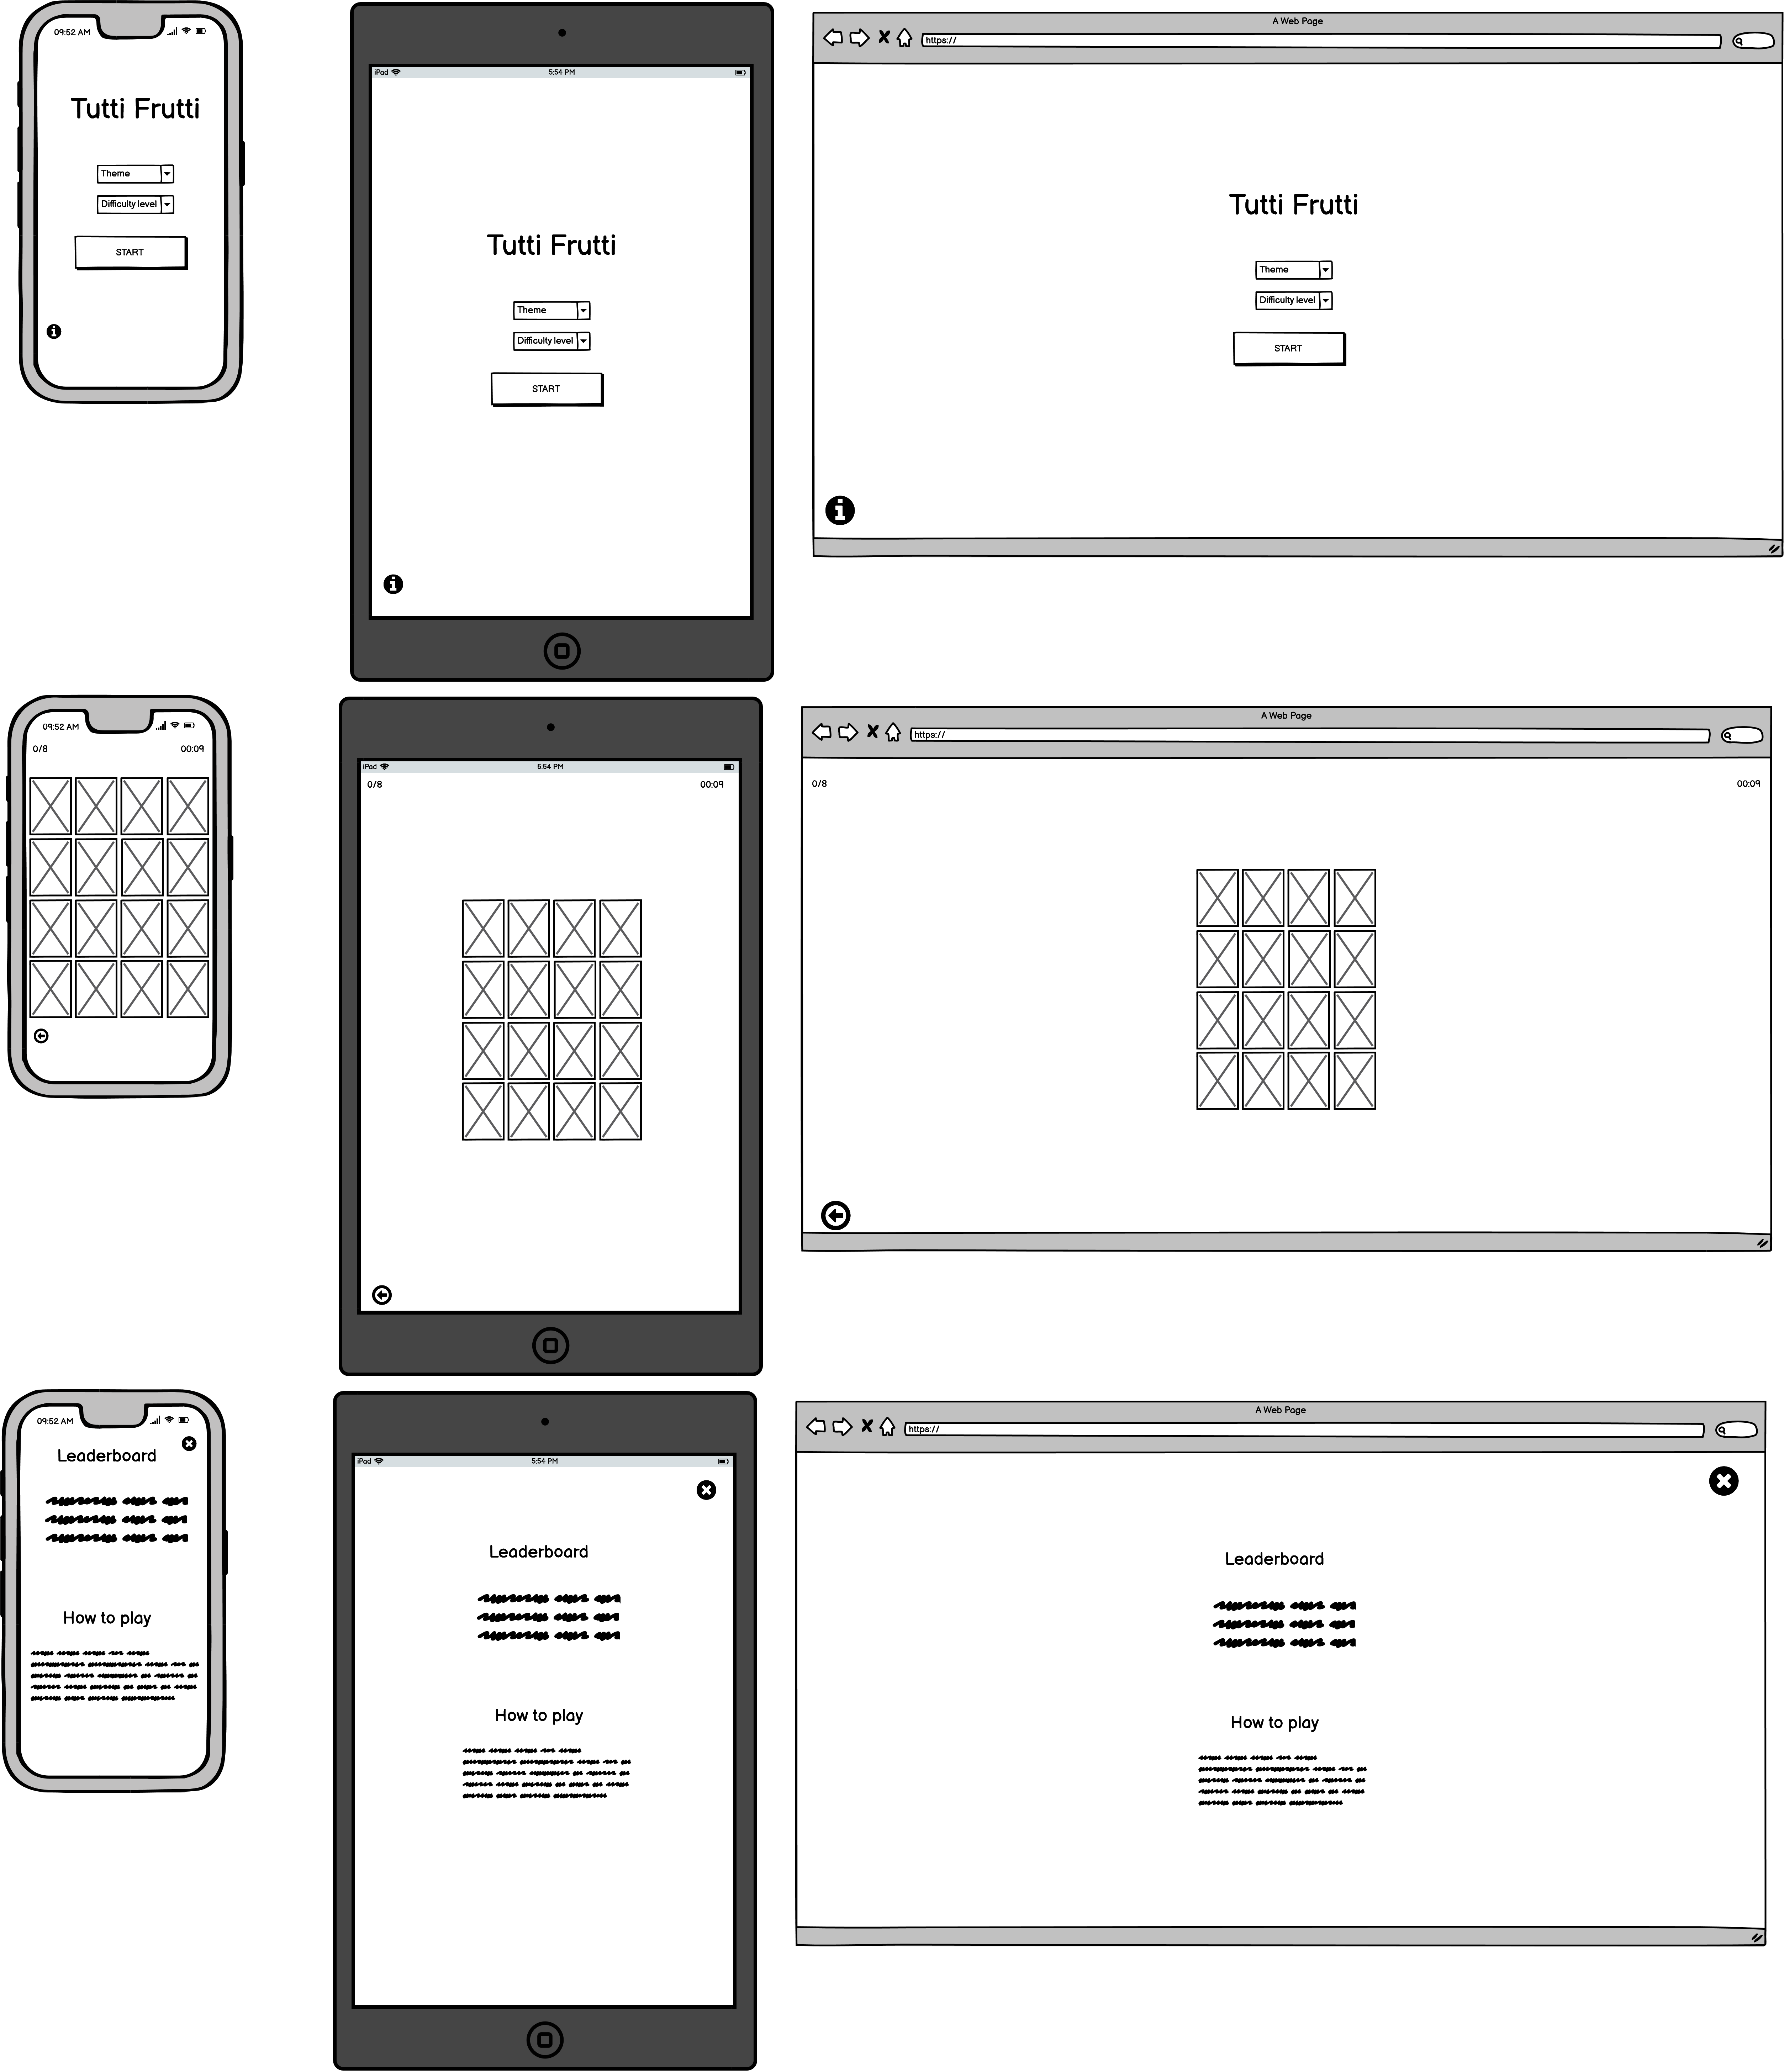 09:52 AM
Tutti Frutti
Theme
Difficulty level
START
iPad
5:54 PM
Tutti Frutti
Theme
Difficulty level
START
A Web Page
https://
Tutti Frutti
Theme
Difficulty level
START
09:52 AM
0/8 00:09
iPad
5:54 PM
0/8 00:09
A Web Page
https://
0/8 00:09
09:52 AM
Leaderboard
How to play
iPad
5:54 PM
Leaderboard
How to play
A Web Page
https://
Leaderboard
How to play